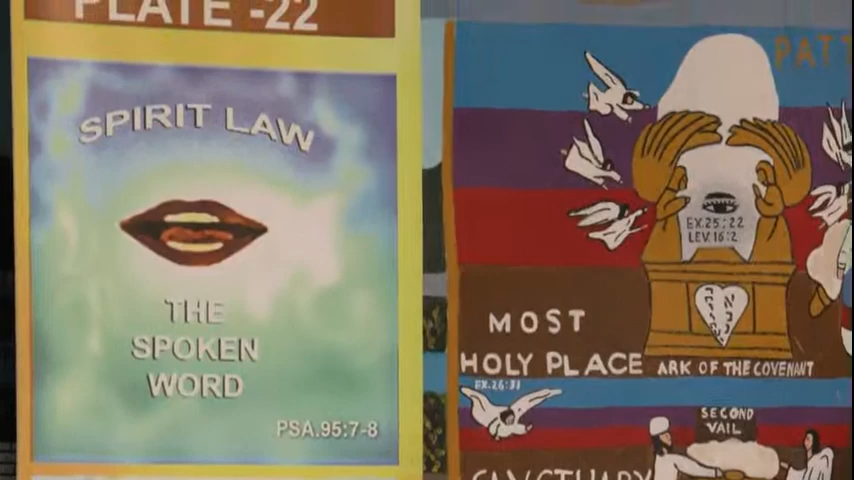 PLATE -22
SPIRIT LAW
THE
SPOKEN
WORD
PSA.95:7-8
EX.25:22
LEV.16:2
MOST
HOLY PLACE
EX.26:31
ARK OF THE COVENANT
SECOND
VAIL
SANCTUARY